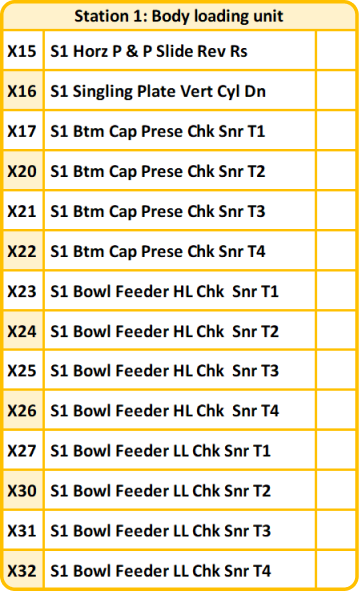 Station 1: Body loading unit
X15 S1 Horz P & P Slide Rev Rs
X16 S1 Singling Plate Vert Cyl Dn
X17 S1 Btm Cap Prese Chk Snr T1
X20 S1 Btm Cap Prese Chk Snr T2
X21 S1 Btm Cap Prese Chk Snr T3
X22 S1 Btm Cap Prese Chk Snr T4
X23 S1 Bowl Feeder HL Chk  Snr T1
X24 S1 Bowl Feeder HL Chk  Snr T2
X25 S1 Bowl Feeder HL Chk  Snr T3
X26 S1 Bowl Feeder HL Chk  Snr T4
X27 S1 Bowl Feeder LL Chk Snr T1
X30 S1 Bowl Feeder LL Chk Snr T2
X31 S1 Bowl Feeder LL Chk Snr T3
X32 S1 Bowl Feeder LL Chk Snr T4